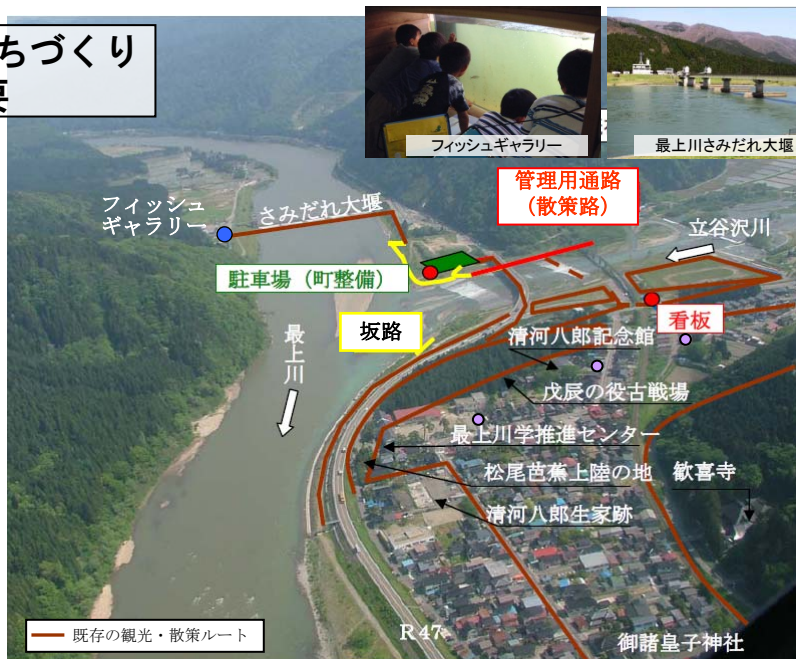 ちづくり
フィッシュギャラリー
最上川さみだれ大堰
管理用通路
（散策路）
フィッシュ
ギャラリー
さみだれ大堰
立谷沢川
駐車場（町整備）
看板
坂路
最上川
清河八郎記念館
戊辰の役古戦場
最上川学推進センター
松尾芭蕉上陸の地
歓喜寺
清河八郎生家跡
既存の観光・散策ルート
R47
御諸皇子神社